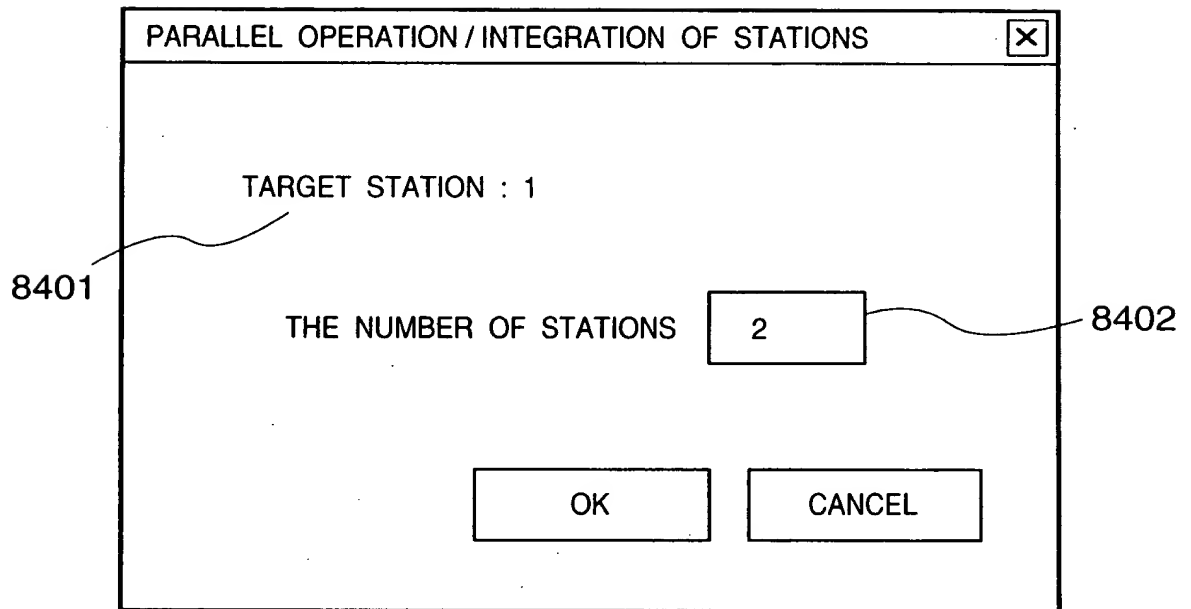 PARALLEL OPERATION / INTEGRATION OF STATIONS
TARGET STATION : 1
8401
THE NUMBER OF STATIONS 2
8402
OK CANCEL